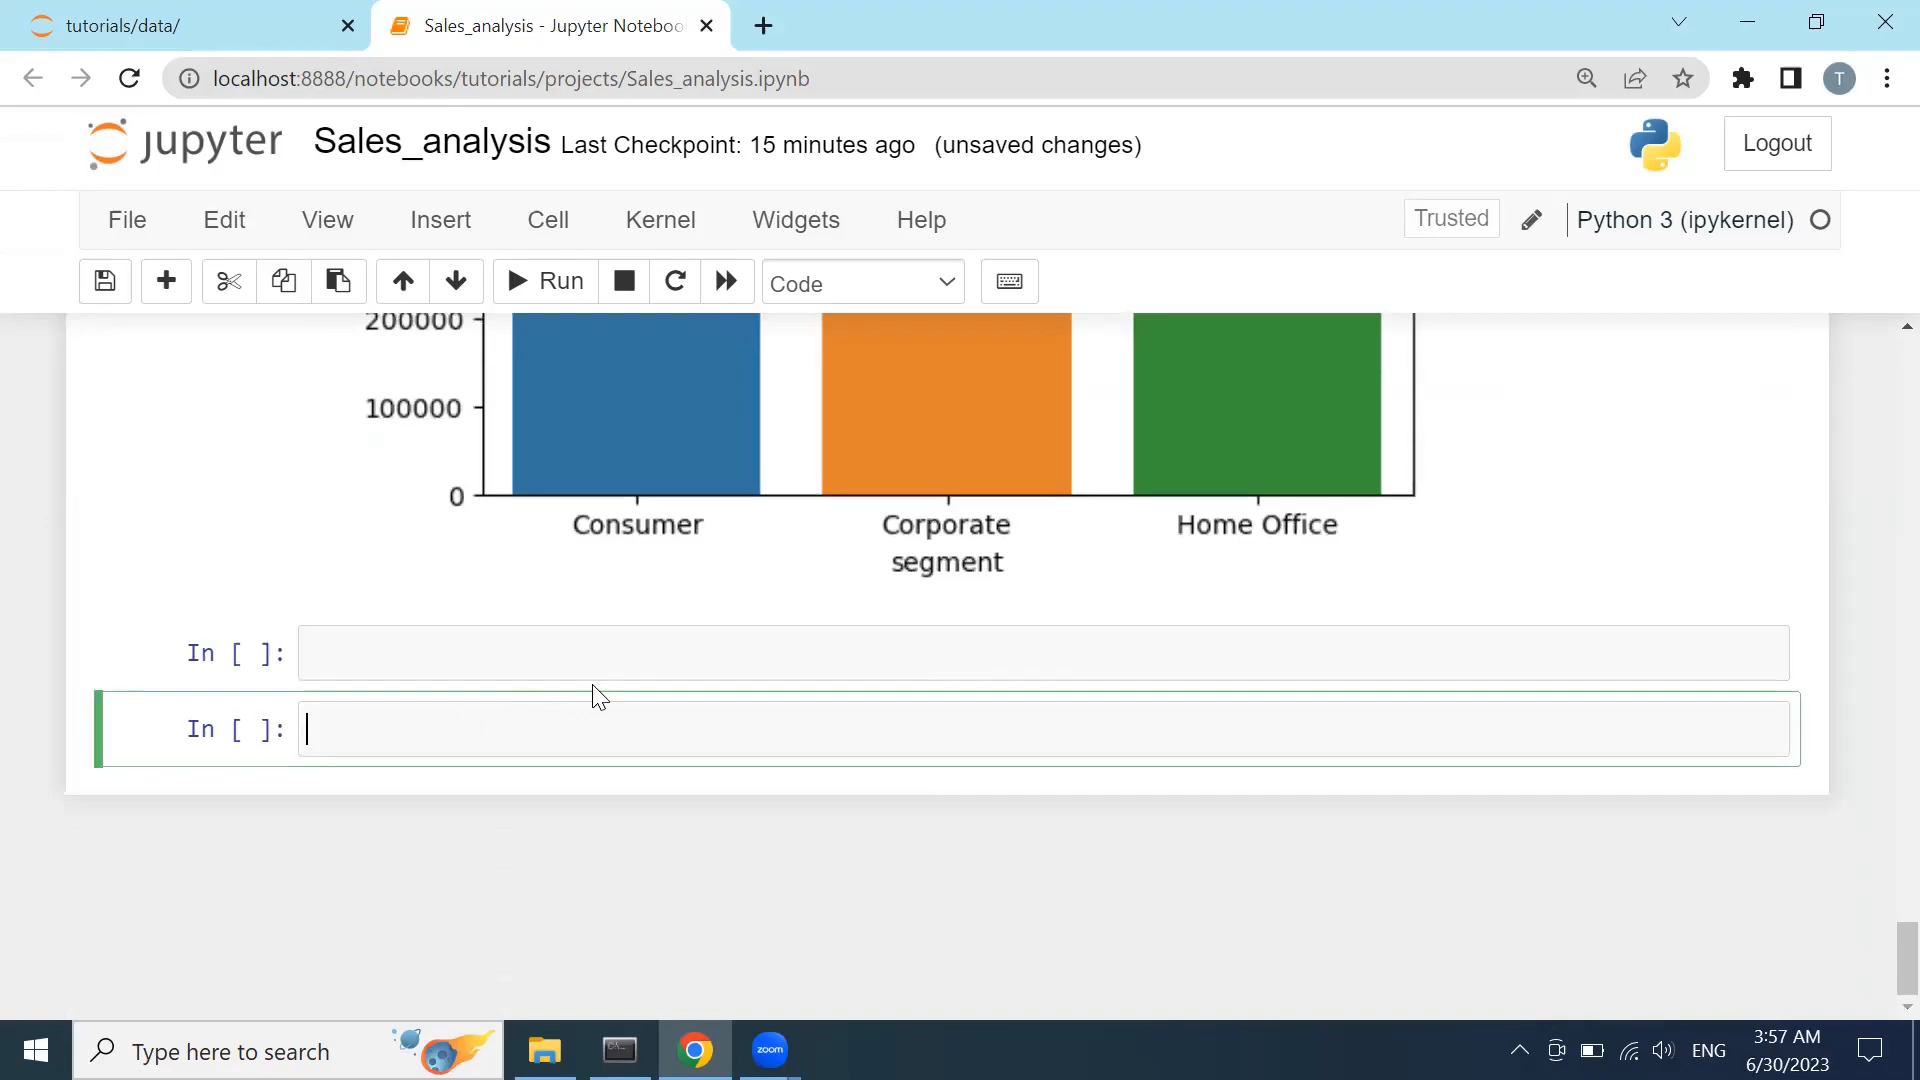 tutorials/data/
Sales_analysis - Jupyter Noteboo
localhost:8888/notebooks/tutorials/projects/Sales_analysis.ipynb
T
jupyter
Sales_analysis Last Checkpoint: 15 minutes ago (unsaved changes)
Logout
File Edit View Insert Cell Kernel Widgets Help
Trusted
Python 3 (ipykernel)
Run
Code
200000
100000
0
Consumer Corporate Home Office
segment
In [ ]:
In [ ]:
Type here to search
zoom
ENG
3:57 AM
6/30/2023